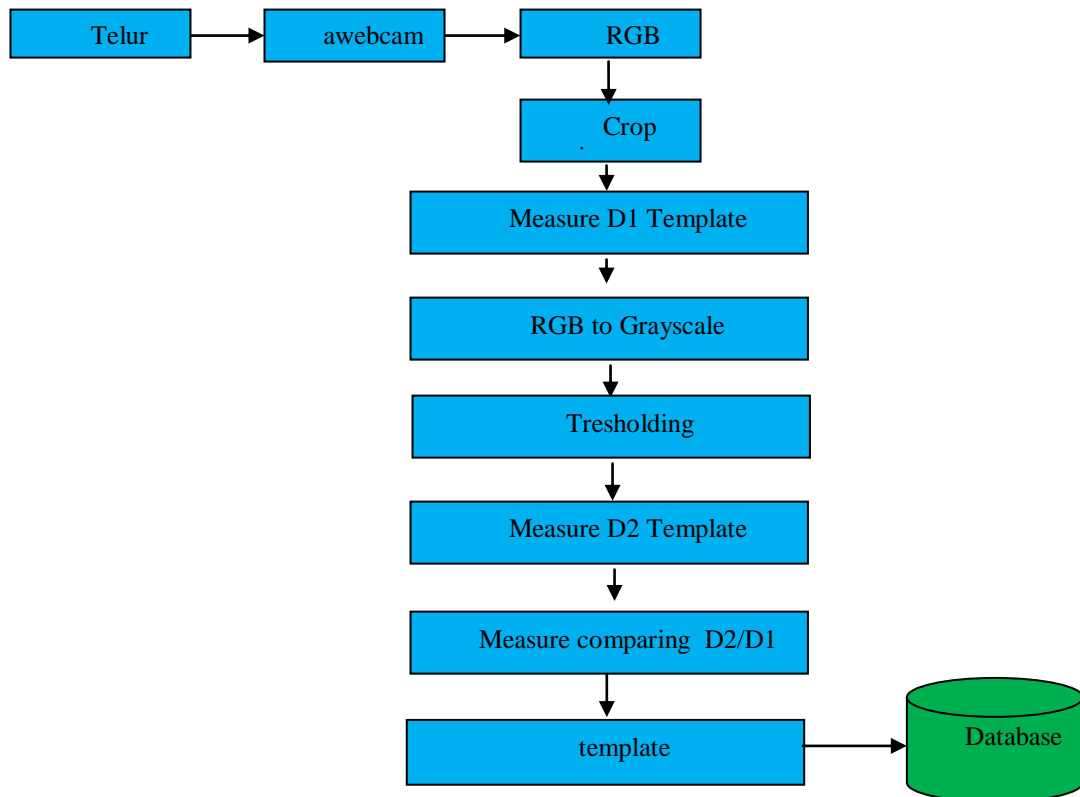 Telur
awebcam
RGB
Crop
.
Measure D1 Template
RGB to Grayscale
Tresholding
Measure D2 Template
Measure comparing D2/D1
template
Database